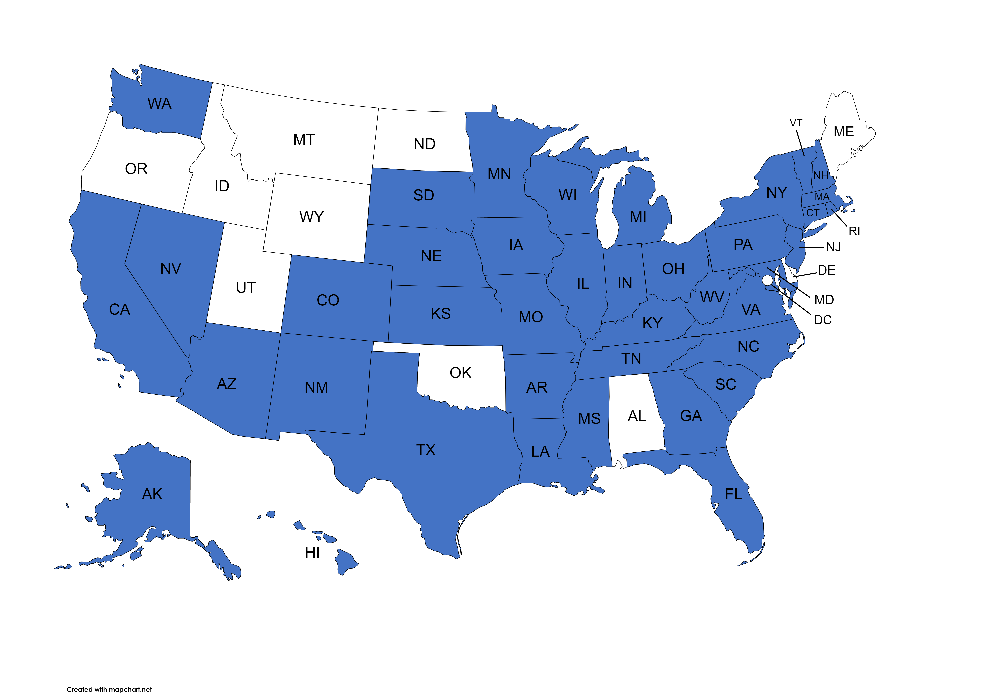 WA
MT
ND
OR
ID
WY
SD
MN
WI
MI
VT
ME
NH
NY
MA
CT
RI
NJ
PA
DE
MD
DC
NV
UT
CO
NE
IA
IL
IN
OH
WV
VA
CA
KS
MO
KY
NC
TN
AZ
NM
OK
AR
SC
MS
AL
GA
TX
LA
FL
AK
HI
Created with mapchart.net